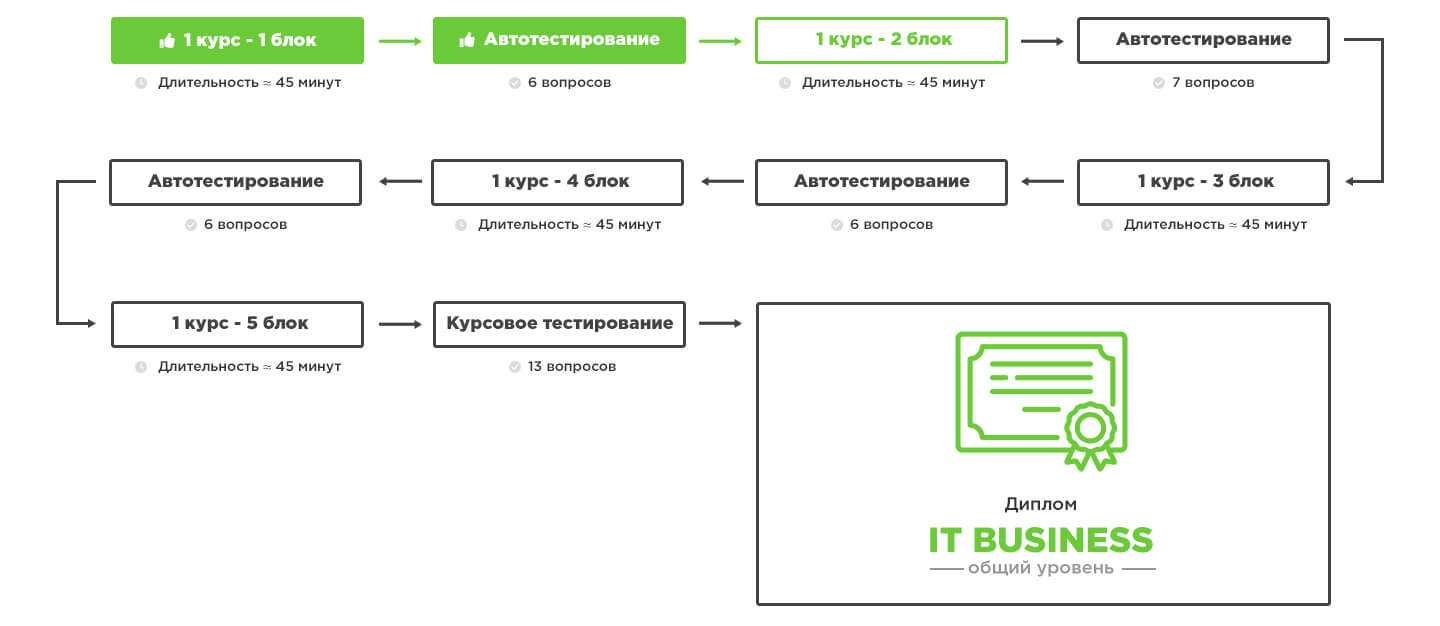 1 курс - 1 блок
Длительность ≈ 45 минут
Автотестирование
6 вопросов
1 курс - 2 блок
Длительность ≈ 45 минут
Автотестирование
7 вопросов
1 курс - 3 блок
Длительность ≈ 45 минут
Автотестирование
6 вопросов
1 курс - 4 блок
Длительность ≈ 45 минут
Автотестирование
6 вопросов
1 курс - 5 блок
Длительность ≈ 45 минут
Курсовое тестирование
13 вопросов
Диплом
IT BUSINESS
общий уровень